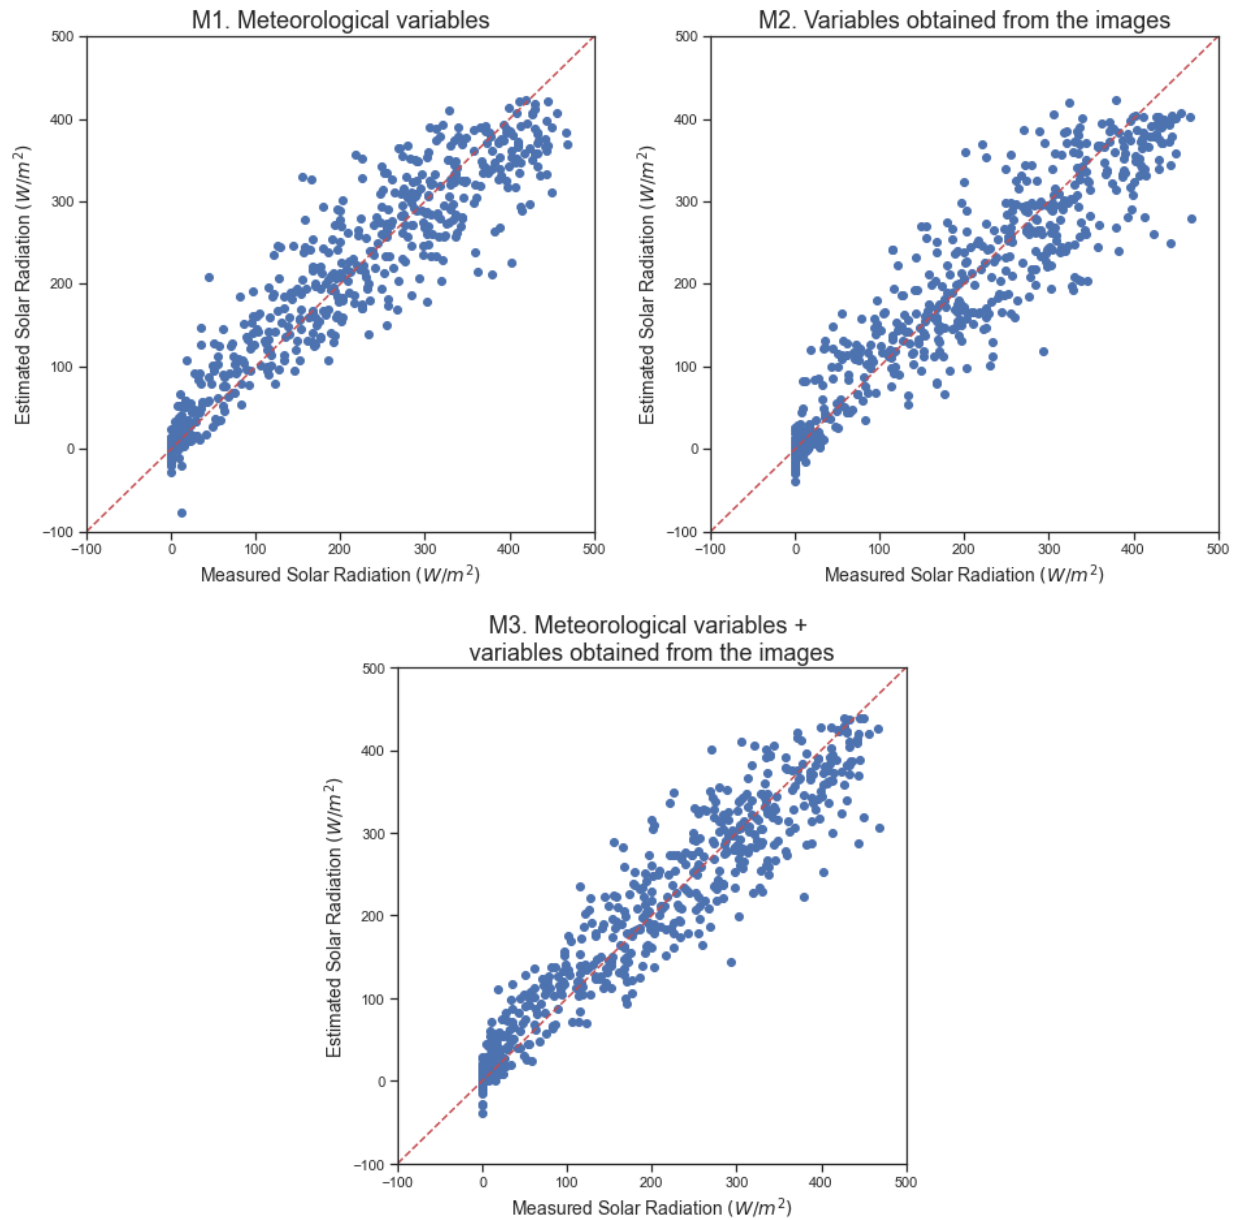 M1. Meteorological variables
500
400
300
200
100
0
−100
Estimated Solar Radiation (W/m²)
−100 0 100 200 300 400 500
Measured Solar Radiation (W/m²)
M2. Variables obtained from the images
500
400
300
200
100
0
−100
Estimated Solar Radiation (W/m²)
−100 0 100 200 300 400 500
Measured Solar Radiation (W/m²)
M3. Meteorological variables +
variables obtained from the images
500
400
300
200
100
0
−100
Estimated Solar Radiation (W/m²)
−100 0 100 200 300 400 500
Measured Solar Radiation (W/m²)